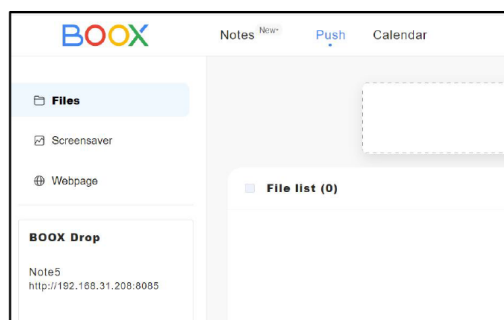 BOOX
Notes New+
Push
Calendar
Files
Screensaver
Webpage
File list (0)
BOOX Drop
Note5
http://192.168.31.208:8085